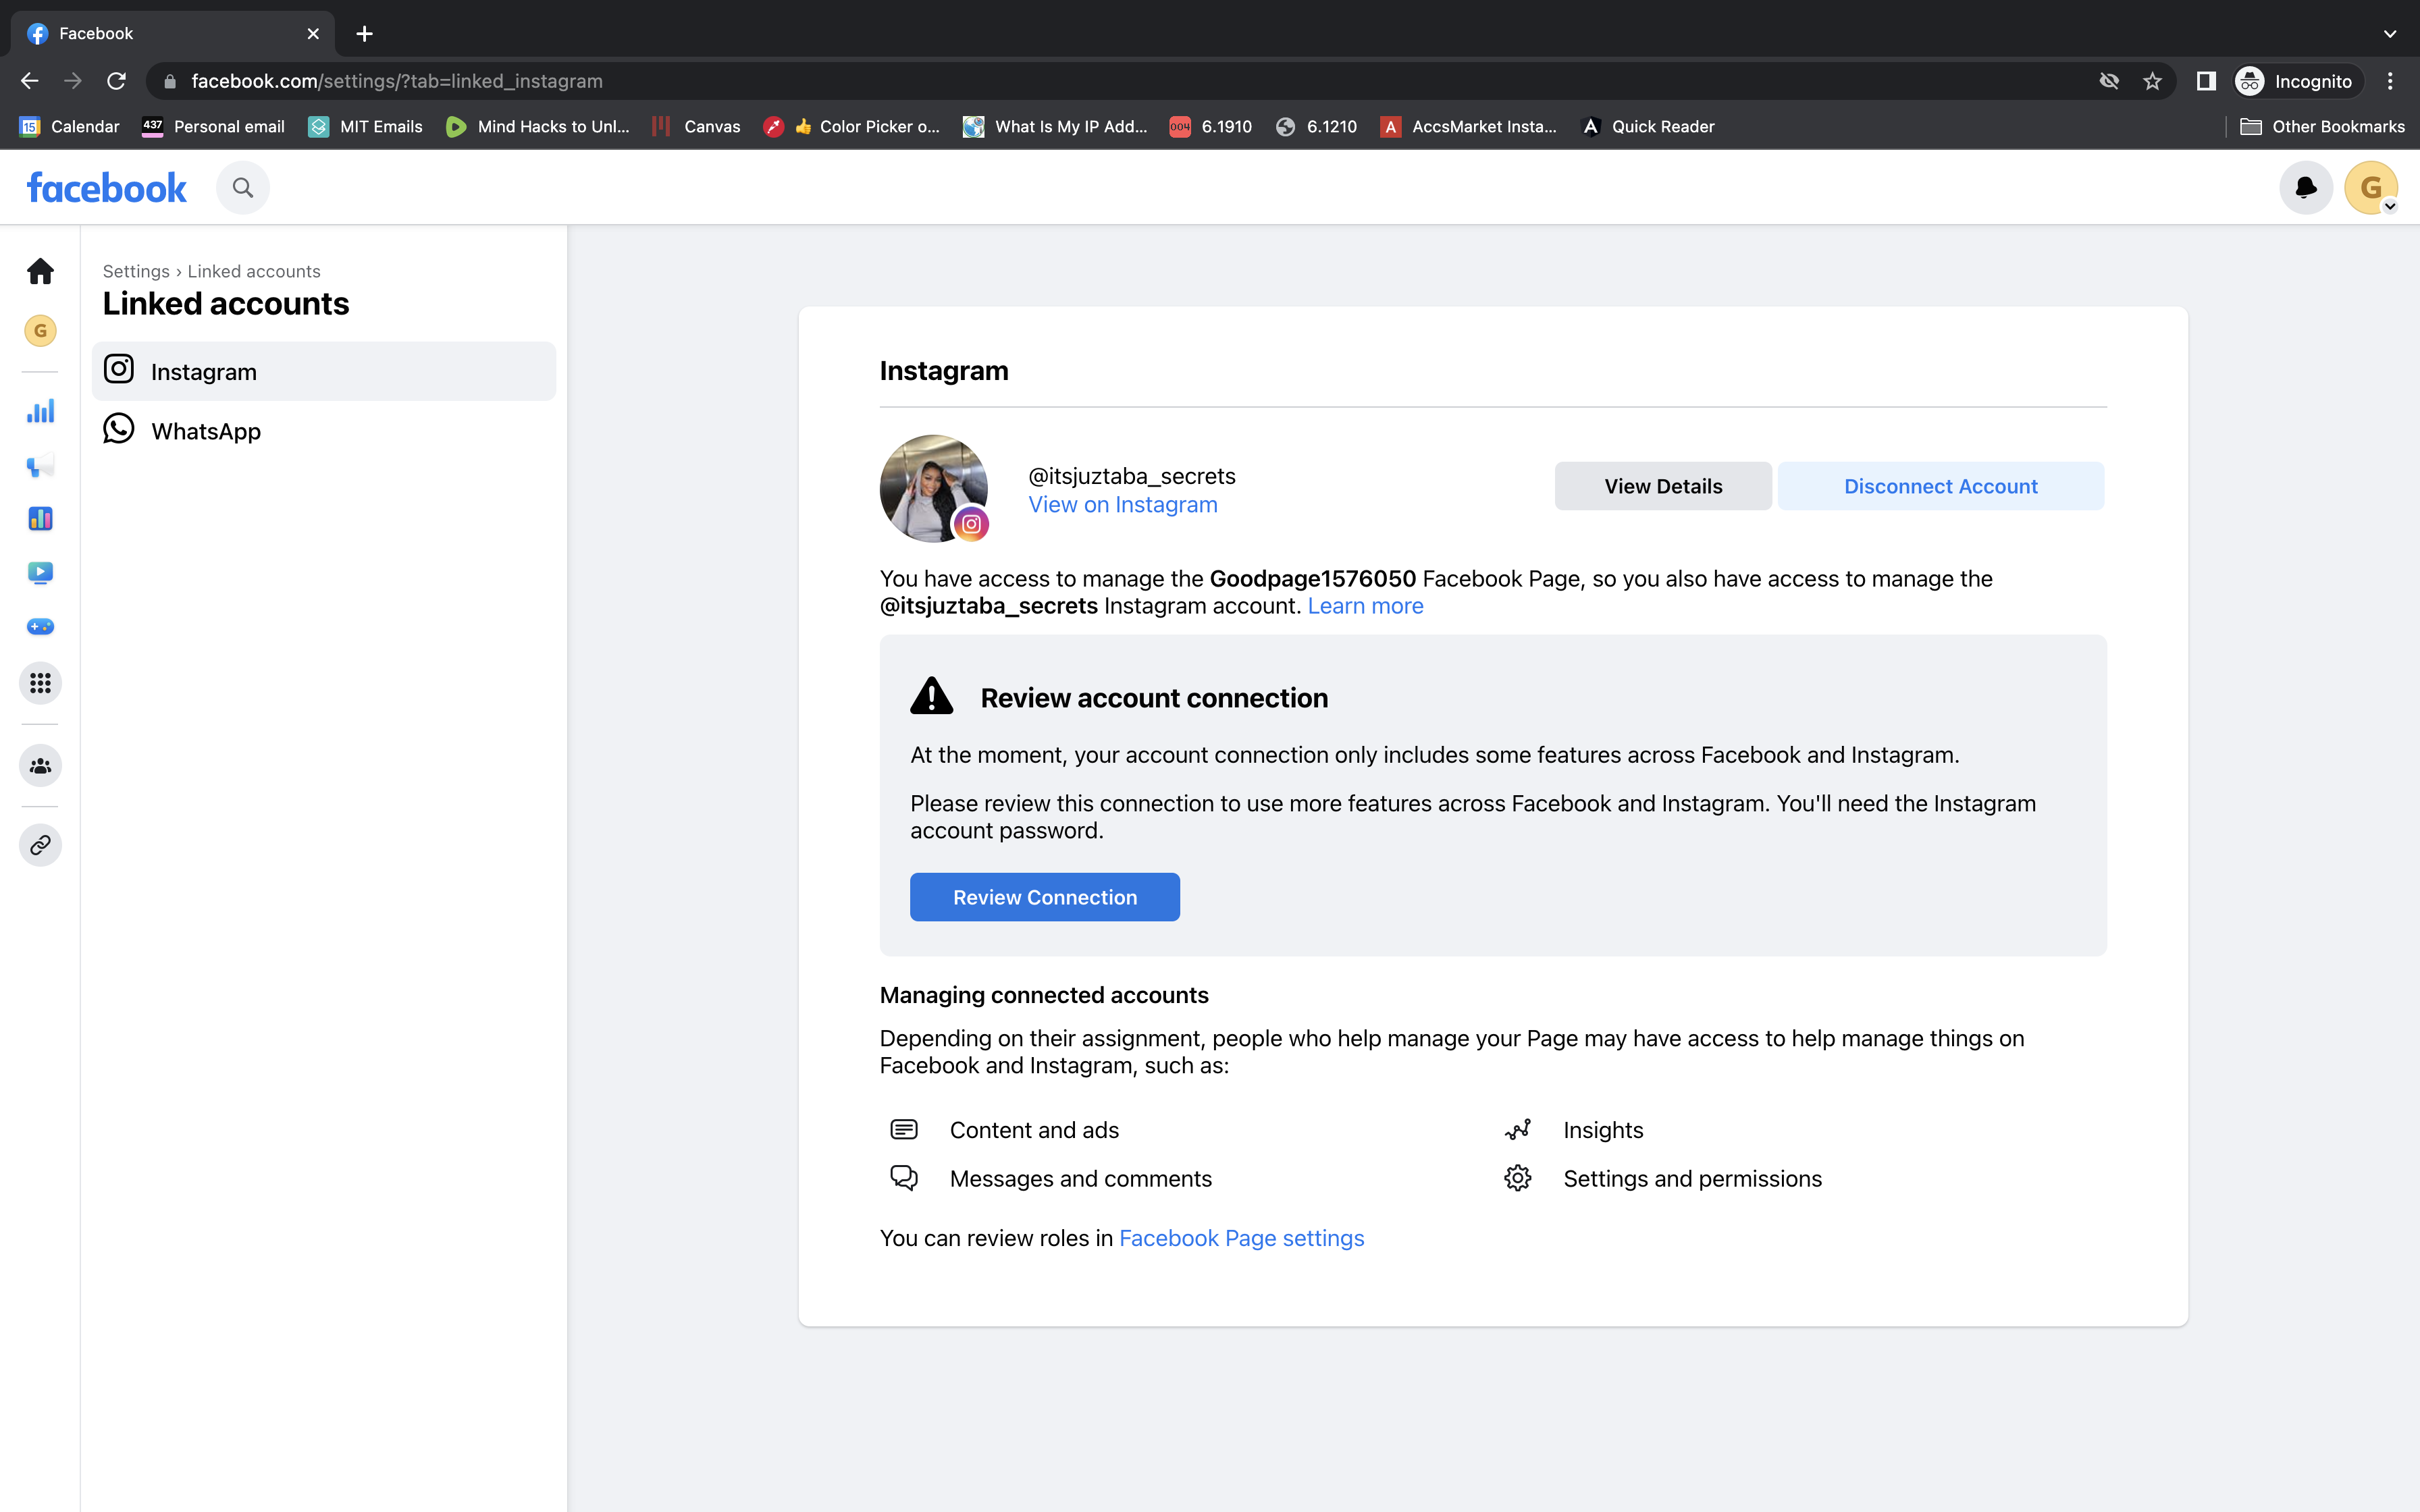 Facebook
facebook.com/settings/?tab=linked_instagram
Incognito
15 Calendar
437 Personal email
MIT Emails
Mind Hacks to Unl...
Canvas
👍 Color Picker o...
What Is My IP Add...
004 6.1910
6.1210
A AccsMarket Insta...
Quick Reader
Other Bookmarks
facebook
G
G
Settings › Linked accounts
Linked accounts
Instagram
WhatsApp
Instagram
@itsjuztaba_secrets
View on Instagram
View Details
Disconnect Account
You have access to manage the Goodpage1576050 Facebook Page, so you also have access to manage the
@itsjuztaba_secrets Instagram account. Learn more
Review account connection
At the moment, your account connection only includes some features across Facebook and Instagram.
Please review this connection to use more features across Facebook and Instagram. You'll need the Instagram
account password.
Review Connection
Managing connected accounts
Depending on their assignment, people who help manage your Page may have access to help manage things on
Facebook and Instagram, such as:
Content and ads
Insights
Messages and comments
Settings and permissions
You can review roles in Facebook Page settings